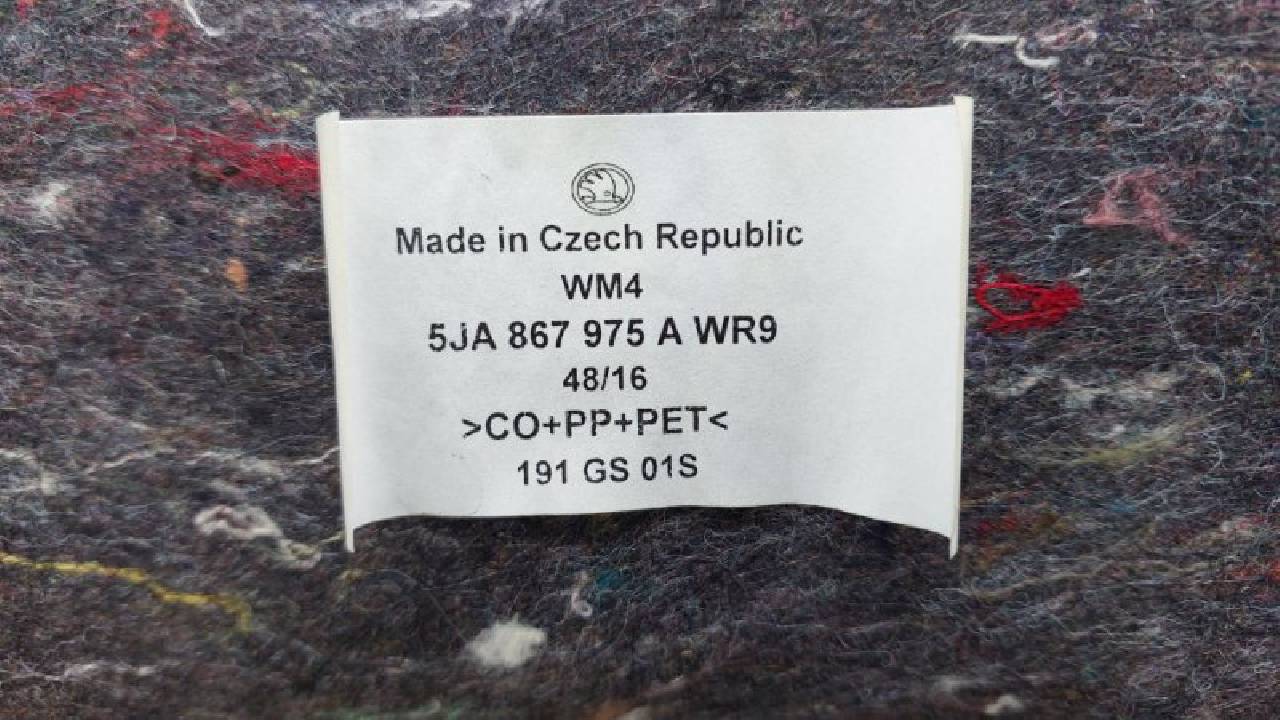 Made in Czech Republic
WM4
5JA 867 975 A WR9
48/16
>CO+PP+PET<
191 GS 01S